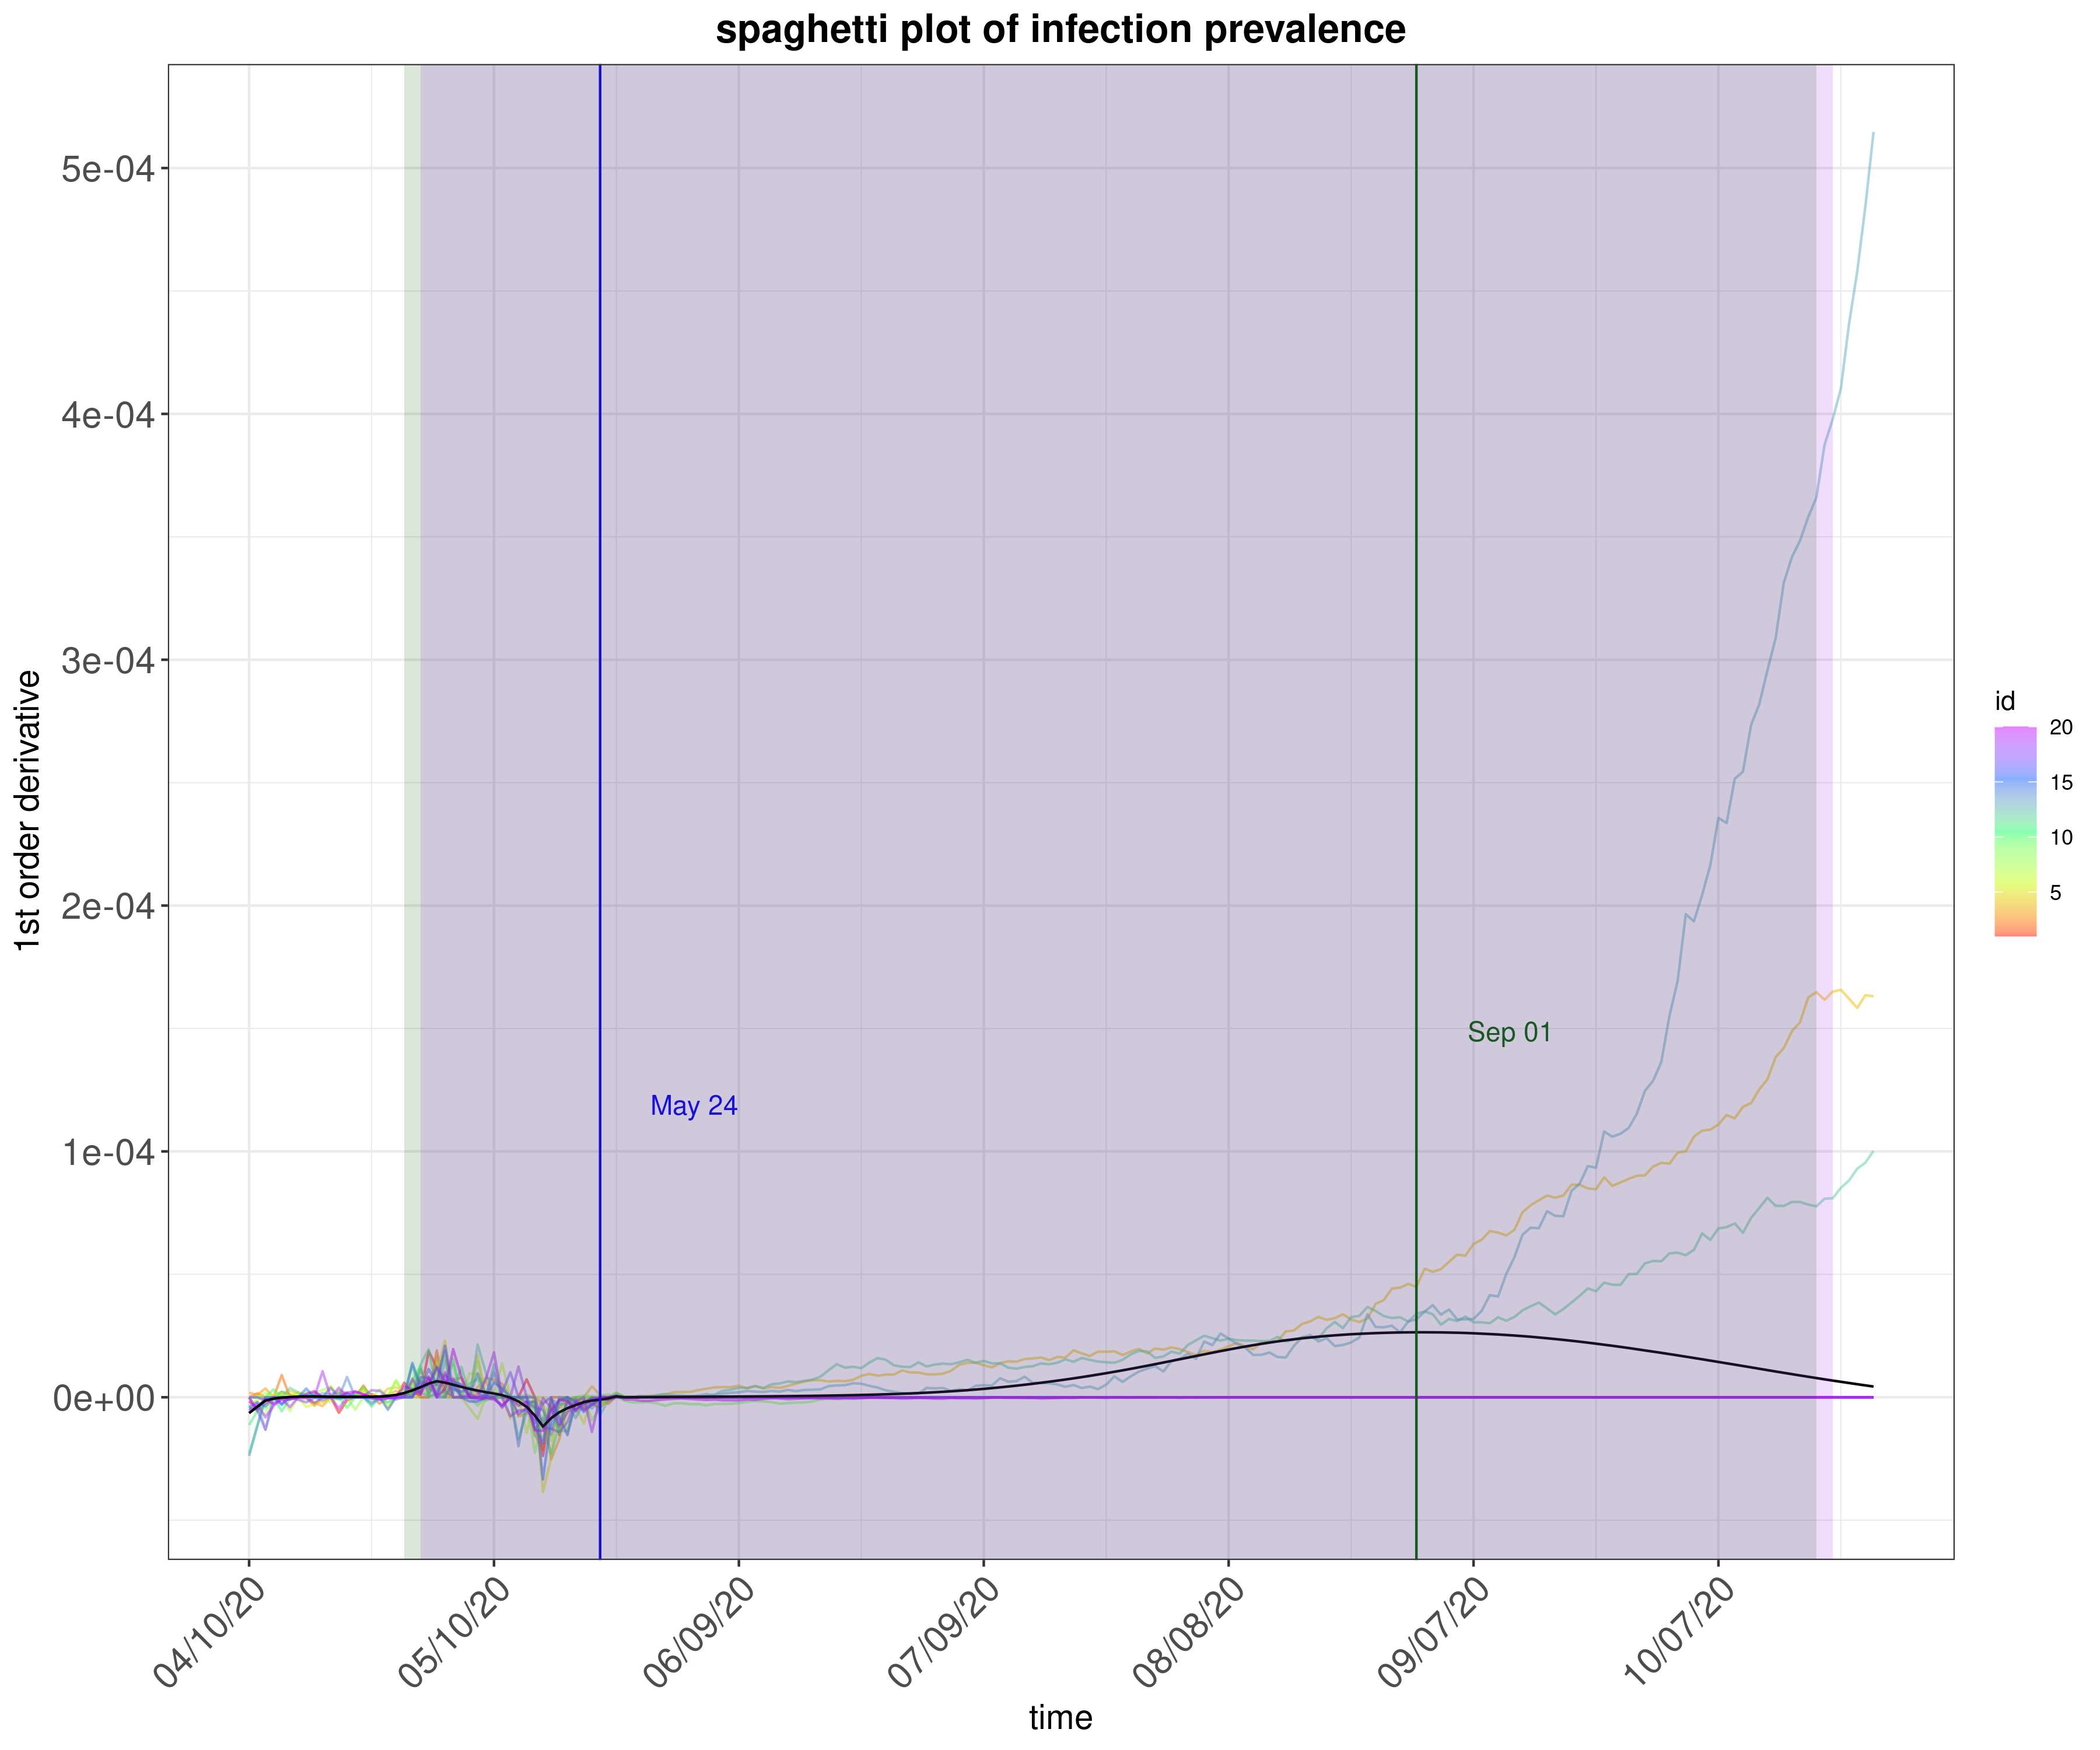 spaghetti plot of infection prevalence
1st order derivative
5e-04
4e-04
3e-04
2e-04
1e-04
0e+00
May 24
Sep 01
04/10/20
05/10/20
06/09/20
07/09/20
08/08/20
09/07/20
10/07/20
time
id
20
15
10
5